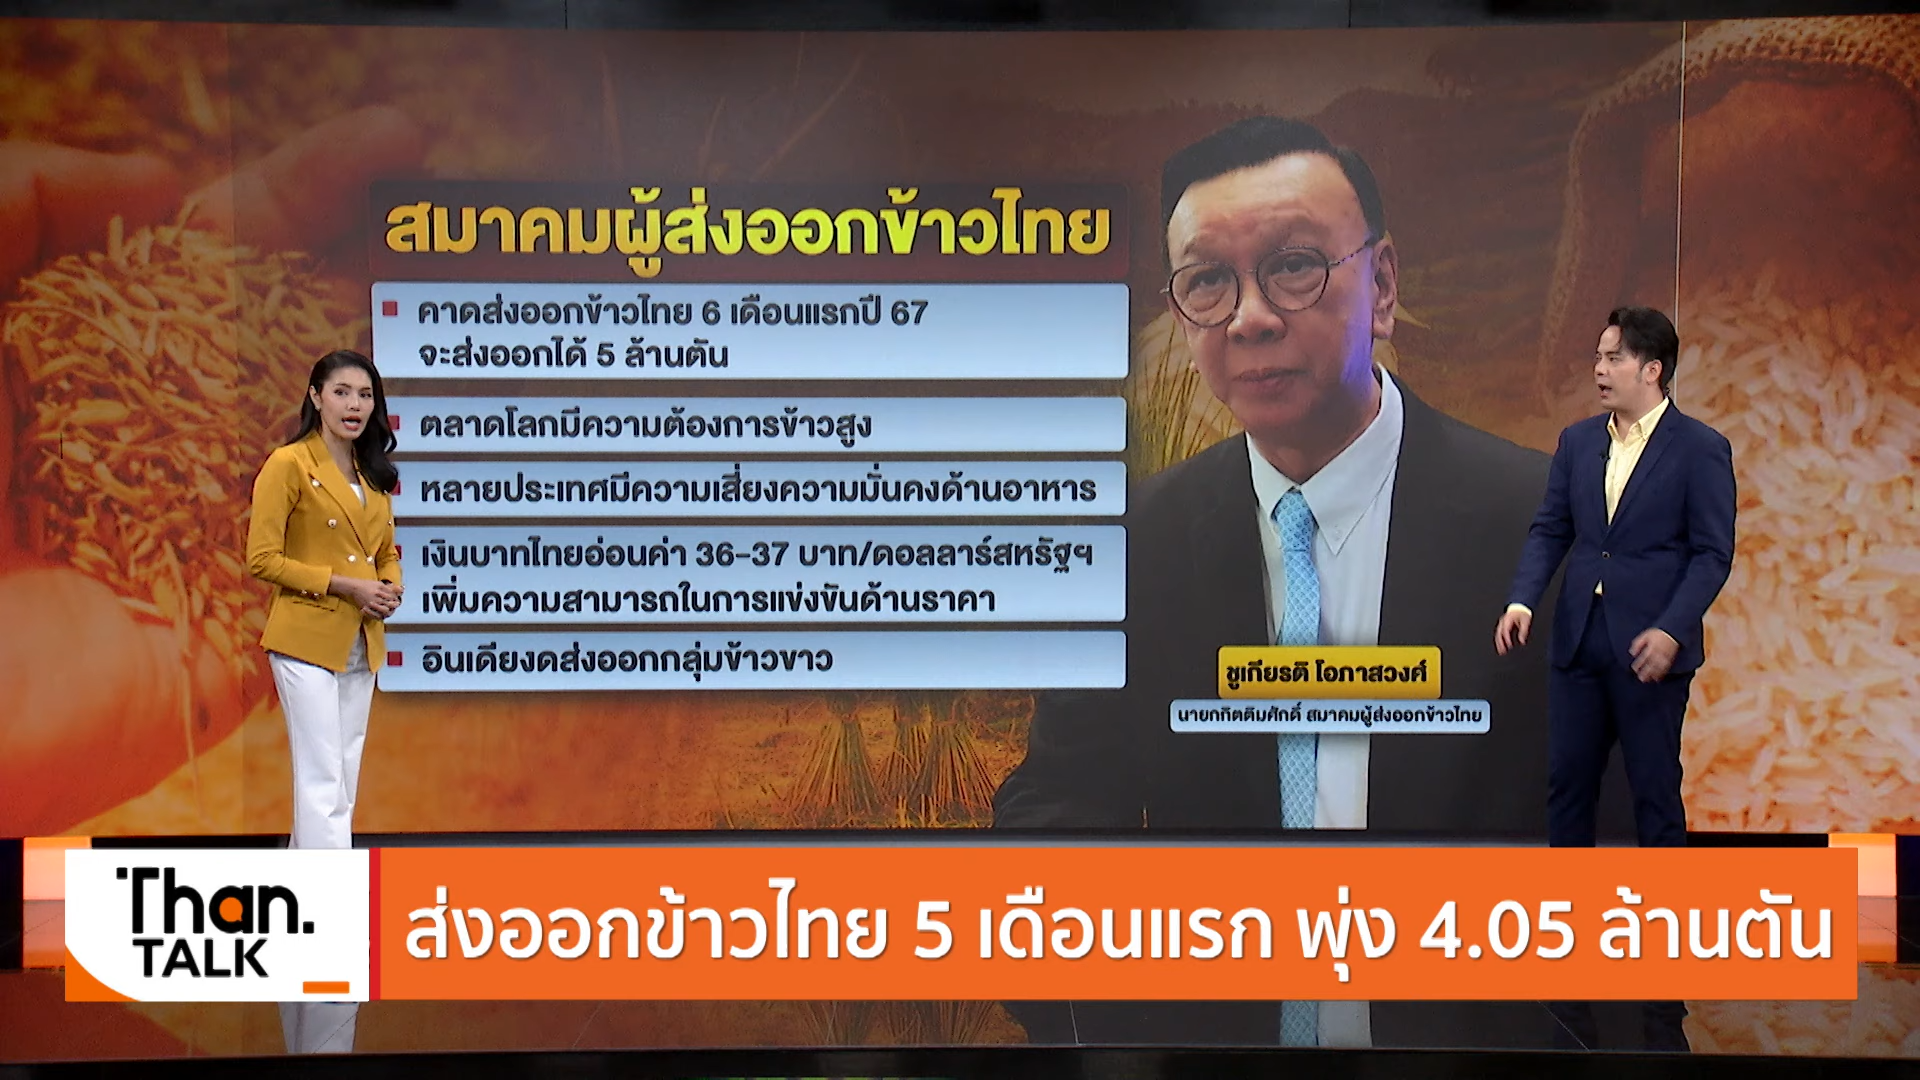 สมาคมผู้ส่งออกข้าวไทย
คาดส่งออกข้าวไทย 6 เดือนแรกปี 67
จะส่งออกได้ 5 ล้านตัน
ตลาดโลกมีความต้องการข้าวสูง
หลายประเทศมีความเสี่ยงความมั่นคงด้านอาหาร
เงินบาทไทยอ่อนค่า 36-37 บาท/ดอลลาร์สหรัฐฯ
เพิ่มความสามารถในการแข่งขันด้านราคา
อินเดียงดส่งออกกลุ่มข้าวขาว
ชูเกียรติ โอภาสวงศ์
นายกกิตติมศักดิ์ สมาคมผู้ส่งออกข้าวไทย
Than.
TALK
ส่งออกข้าวไทย 5 เดือนแรก พุ่ง 4.05 ล้านตัน